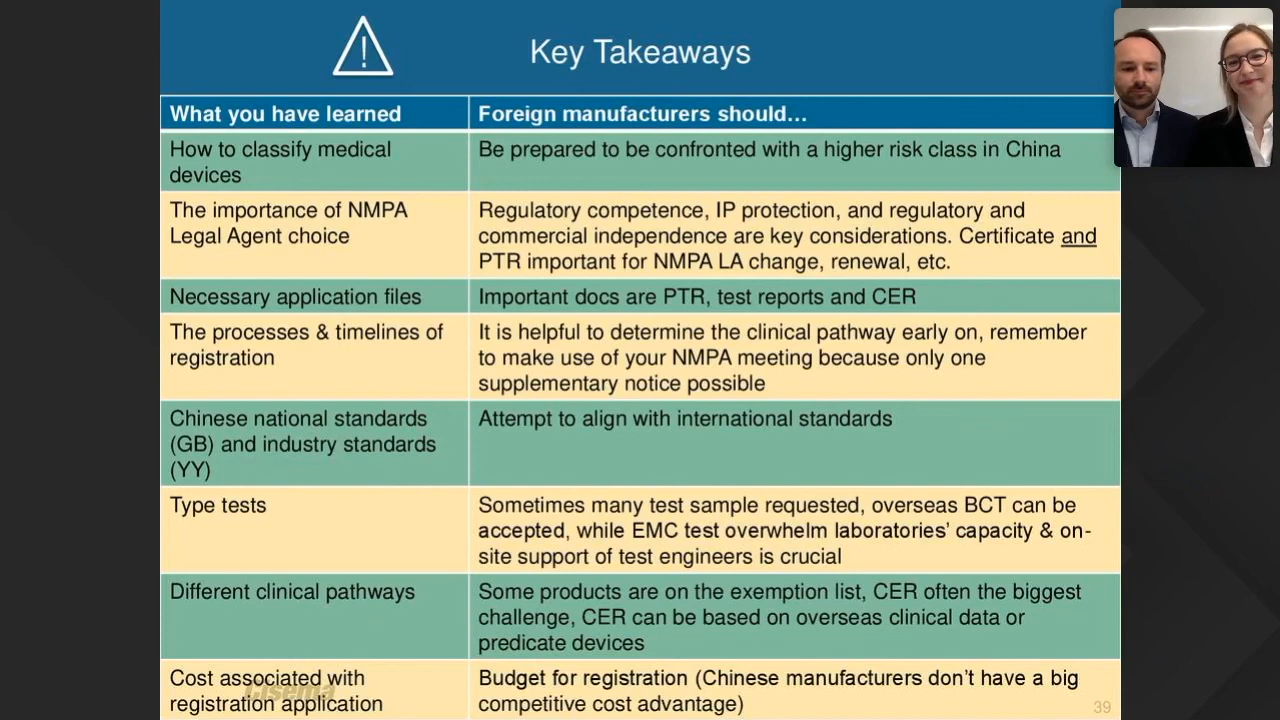 Key Takeaways
What you have learned
Foreign manufacturers should…
How to classify medical
devices
Be prepared to be confronted with a higher risk class in China
The importance of NMPA
Legal Agent choice
Regulatory competence, IP protection, and regulatory and
commercial independence are key considerations. Certificate and
PTR important for NMPA LA change, renewal, etc.
Necessary application files
Important docs are PTR, test reports and CER
The processes & timelines of
registration
It is helpful to determine the clinical pathway early on, remember
to make use of your NMPA meeting because only one
supplementary notice possible
Chinese national standards
(GB) and industry standards
(YY)
Attempt to align with international standards
Type tests
Sometimes many test sample requested, overseas BCT can be
accepted, while EMC test overwhelm laboratories’ capacity & on-
site support of test engineers is crucial
Different clinical pathways
Some products are on the exemption list, CER often the biggest
challenge, CER can be based on overseas clinical data or
predicate devices
Cost associated with
registration application
Budget for registration (Chinese manufacturers don’t have a big
competitive cost advantage)
Cisema
39